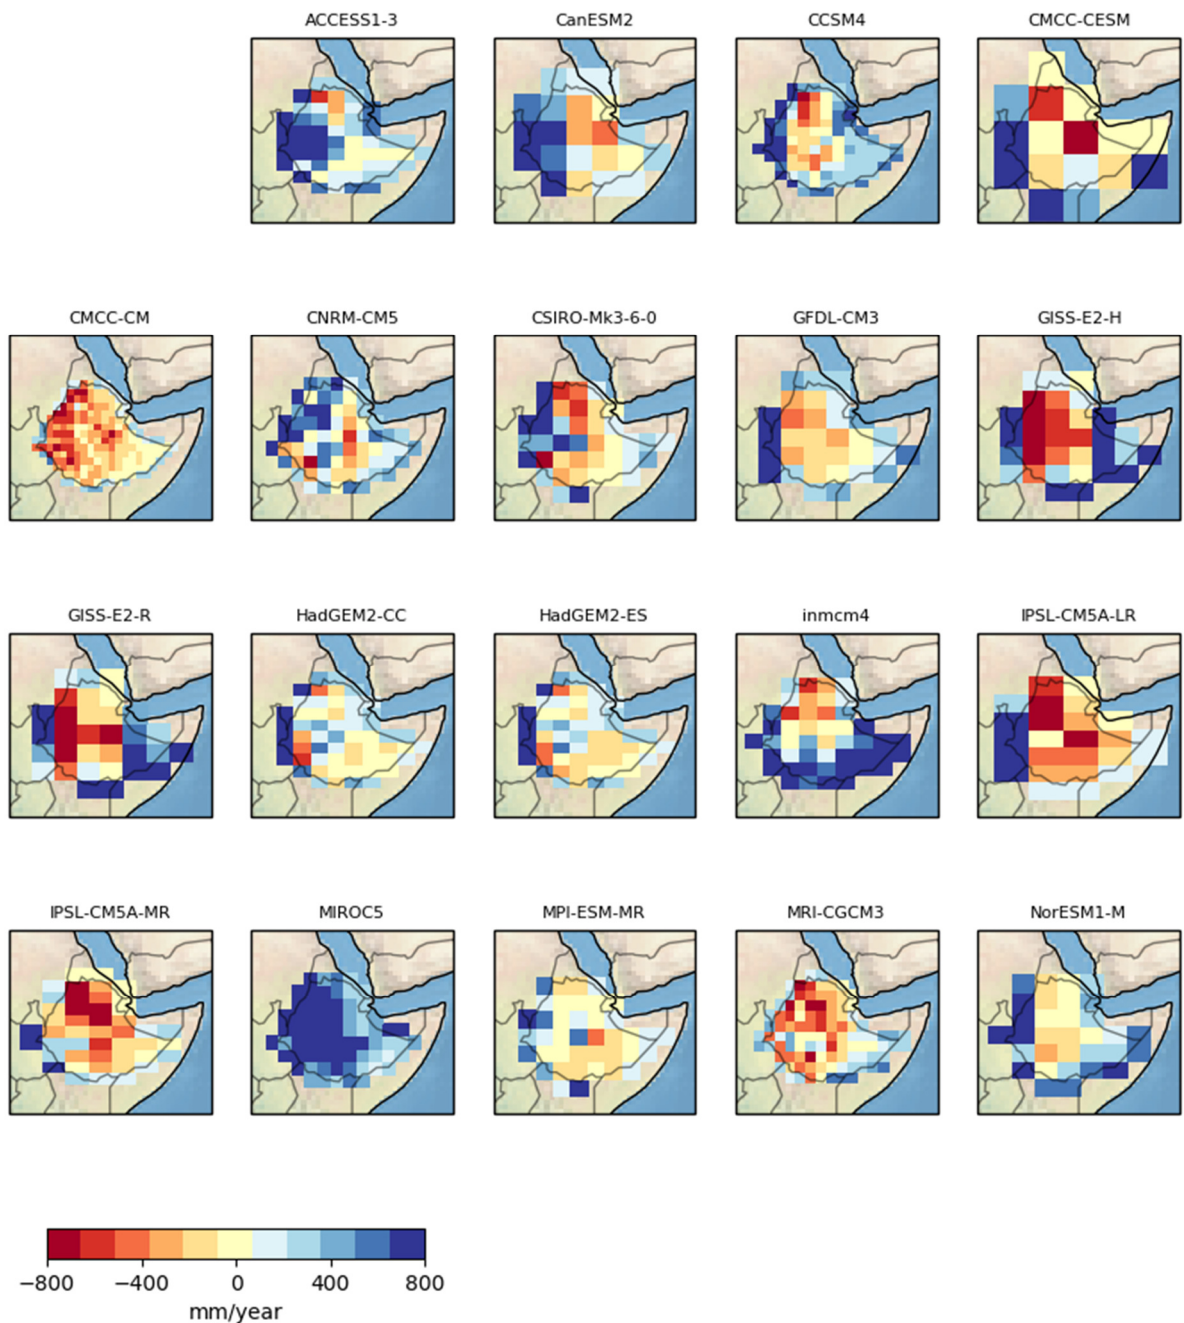 ACCESS1-3 CanESM2 CCSM4 CMCC-CESM
CMCC-CM CNRM-CM5 CSIRO-Mk3-6-0 GFDL-CM3 GISS-E2-H
GISS-E2-R HadGEM2-CC HadGEM2-ES inmcm4 IPSL-CM5A-LR
IPSL-CM5A-MR MIROC5 MPI-ESM-MR MRI-CGCM3 NorESM1-M
−800 −400 0 400 800
mm/year